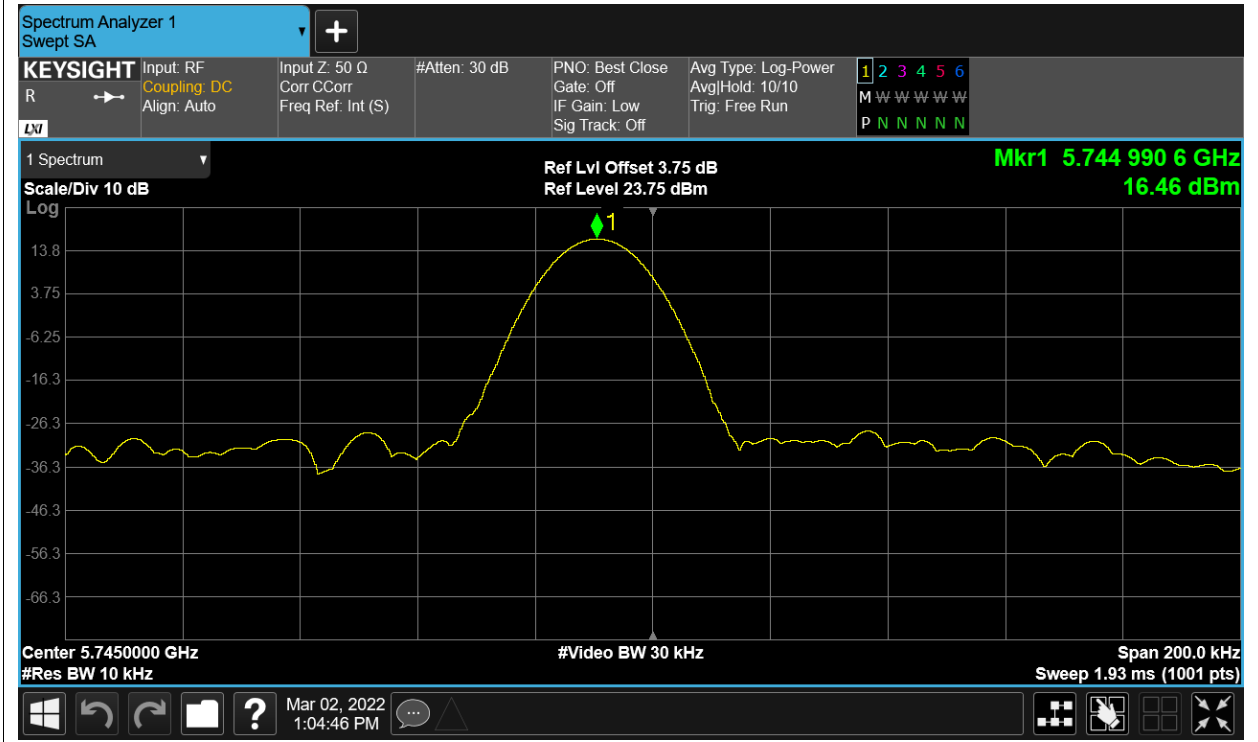 Spectrum Analyzer 1
Swept SA
KEYSIGHT
R
LXI
Input: RF
Coupling: DC
Align: Auto
Input Z: 50 Ω
Corr CCorr
Freq Ref: Int (S)
#Atten: 30 dB
PNO: Best Close
Gate: Off
IF Gain: Low
Sig Track: Off
Avg Type: Log-Power
Avg|Hold: 10/10
Trig: Free Run
1 2 3 4 5 6
M W W W W W W
P N N N N N N
1 Spectrum
Scale/Div 10 dB
Log
Ref Lvl Offset 3.75 dB
Ref Level 23.75 dBm
Mkr1 5.744 990 6 GHz
16.46 dBm
1
13.8
3.75
-6.25
-16.3
-26.3
-36.3
-46.3
-56.3
-66.3
Center 5.7450000 GHz
#Res BW 10 kHz
#Video BW 30 kHz
Span 200.0 kHz
Sweep 1.93 ms (1001 pts)
?
Mar 02, 2022
1:04:46 PM